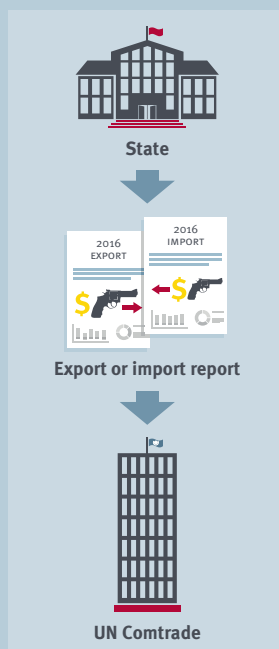 State
2016
EXPORT
$
2016
IMPORT
$
Export or import report
UN Comtrade